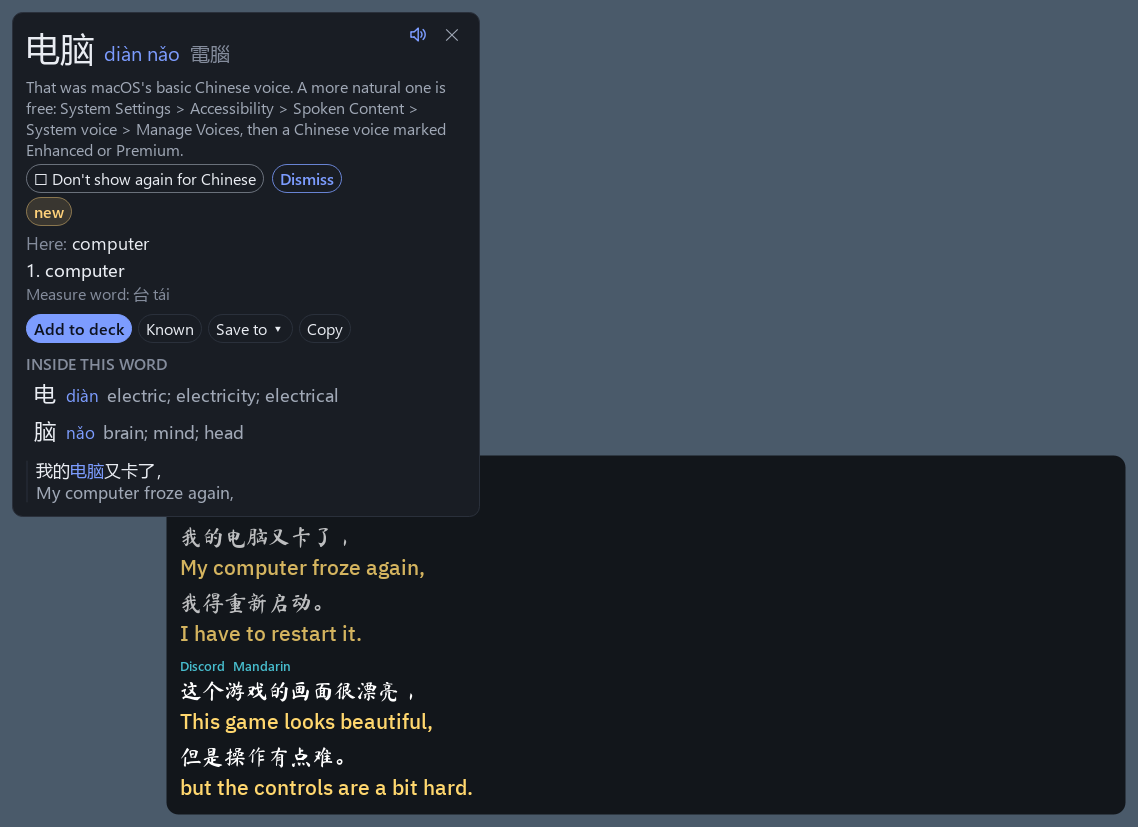 电脑 diàn nǎo 電腦
That was macOS's basic Chinese voice. A more natural one is
free: System Settings > Accessibility > Spoken Content >
System voice > Manage Voices, then a Chinese voice marked
Enhanced or Premium.
☐ Don't show again for Chinese Dismiss
new
Here: computer
1. computer
Measure word: 台 tái
Add to deck Known Save to ▾ Copy
INSIDE THIS WORD
电 diàn electric; electricity; electrical
脑 nǎo brain; mind; head
我的电脑又卡了，
My computer froze again,
我的电脑又卡了，
My computer froze again,
我得重新启动。
I have to restart it.
Discord Mandarin
这个游戏的画面很漂亮，
This game looks beautiful,
但是操作有点难。
but the controls are a bit hard.